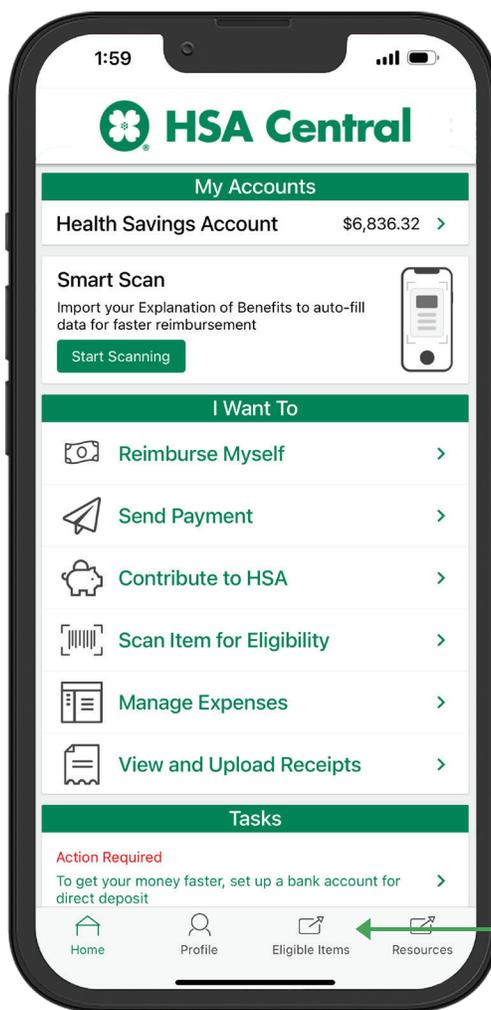 1:59
HSA Central
My Accounts
Health Savings Account $6,836.32
Smart Scan
Import your Explanation of Benefits to auto-fill
data for faster reimbursement
Start Scanning
I Want To
Reimburse Myself
Send Payment
Contribute to HSA
Scan Item for Eligibility
Manage Expenses
View and Upload Receipts
Tasks
Action Required
To get your money faster, set up a bank account for
direct deposit
Home Profile Eligible Items Resources